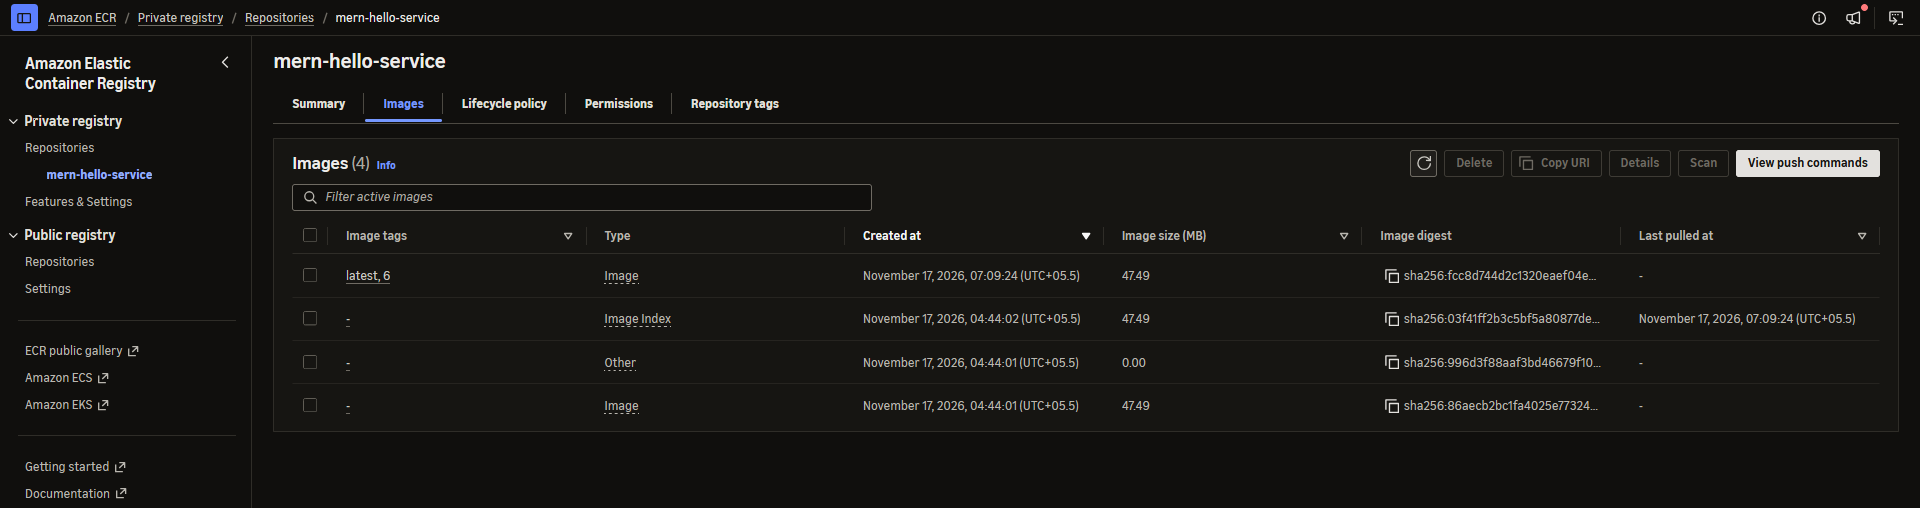 Amazon ECR / Private registry / Repositories / mern-hello-service
Amazon Elastic
Container Registry
Private registry
Repositories
mern-hello-service
Features & Settings
Public registry
Repositories
Settings
ECR public gallery
Amazon ECS
Amazon EKS
Getting started
Documentation
mern-hello-service
Summary Images Lifecycle policy Permissions Repository tags
Images (4) Info
Delete Copy URI Details Scan View push commands
Filter active images
Image tags Type Created at Image size (MB) Image digest Last pulled at
latest, 6 Image November 17, 2026, 07:09:24 (UTC+05.5) 47.49 sha256:fcc8d744d2c1320eaef04e... -
- Image Index November 17, 2026, 04:44:02 (UTC+05.5) 47.49 sha256:03f41ff2b3c5bf5a80877de... November 17, 2026, 07:09:24 (UTC+05.5)
- Other November 17, 2026, 04:44:01 (UTC+05.5) 0.00 sha256:996d3f88aaf3bd46679f10... -
- Image November 17, 2026, 04:44:01 (UTC+05.5) 47.49 sha256:86aecb2bc1fa4025e77324... -